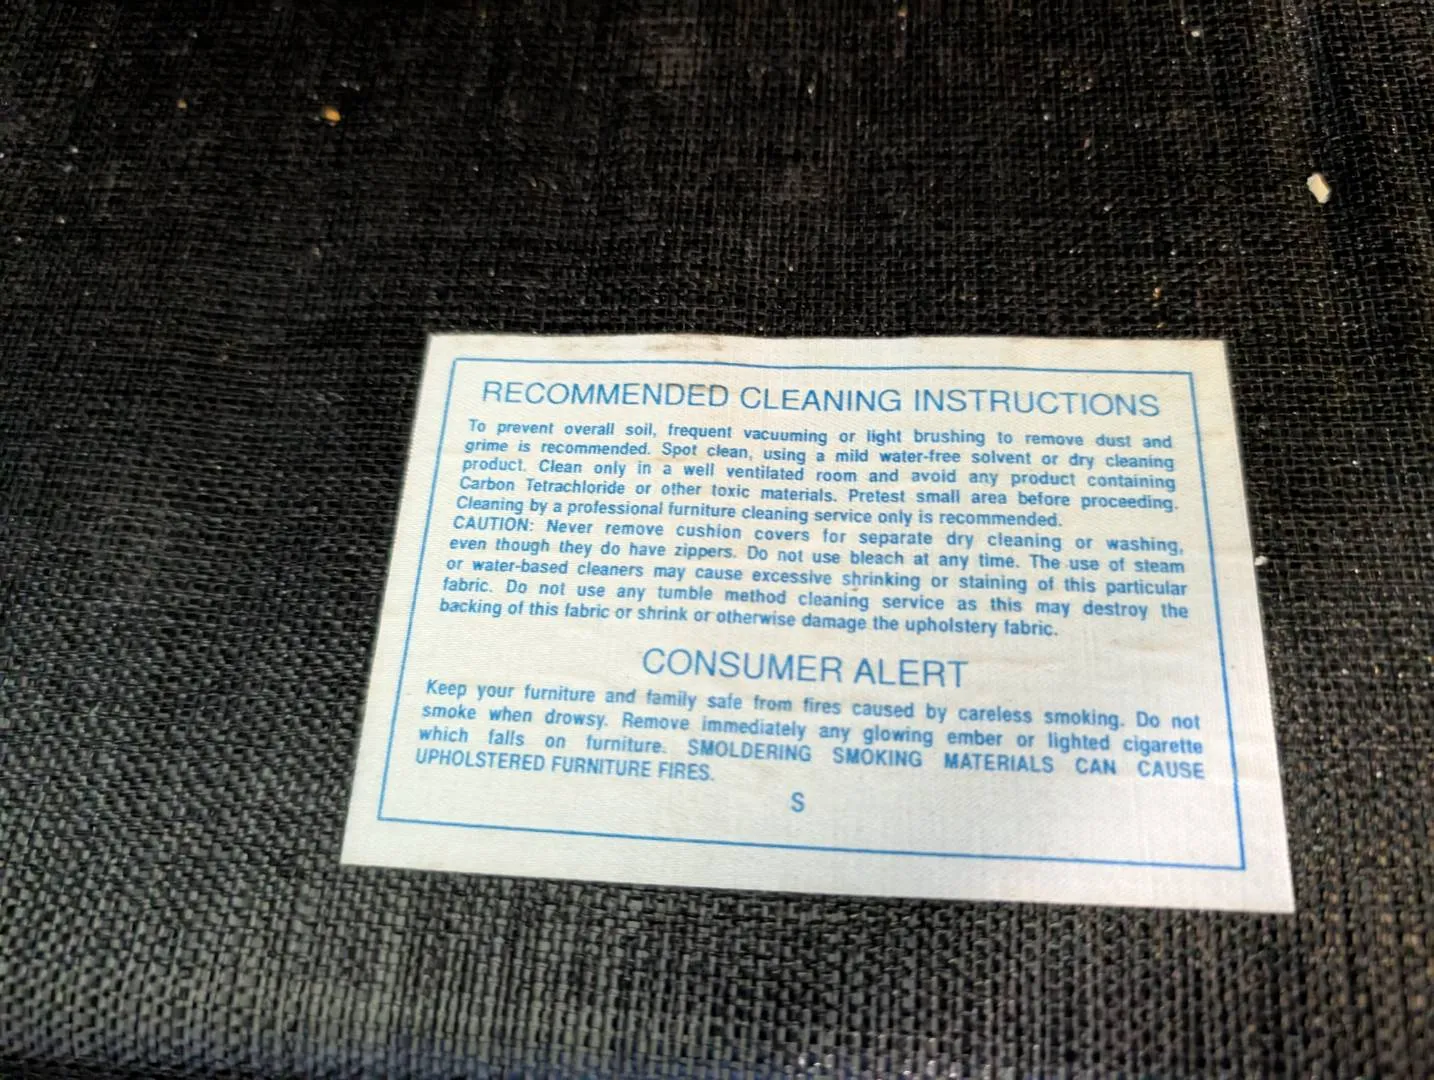 RECOMMENDED CLEANING INSTRUCTIONS
To prevent overall soil, frequent vacuuming or light brushing to remove dust and
grime is recommended. Spot clean, using a mild water-free solvent or dry cleaning
product. Clean only in a well ventilated room and avoid any product containing
Carbon Tetrachloride or other toxic materials. Pretest small area before proceeding.
Cleaning by a professional furniture cleaning service only is recommended.
CAUTION: Never remove cushion covers for separate dry cleaning or washing,
even though they do have zippers. Do not use bleach at any time. The use of steam
or water-based cleaners may cause excessive shrinking or staining of this particular
fabric. Do not use any tumble method cleaning service as this may destroy the
backing of this fabric or shrink or otherwise damage the upholstery fabric.
CONSUMER ALERT
Keep your furniture and family safe from fires caused by careless smoking. Do not
smoke when drowsy. Remove immediately any glowing ember or lighted cigarette
which falls on furniture. SMOLDERING SMOKING MATERIALS CAN CAUSE
UPHOLSTERED FURNITURE FIRES.
S